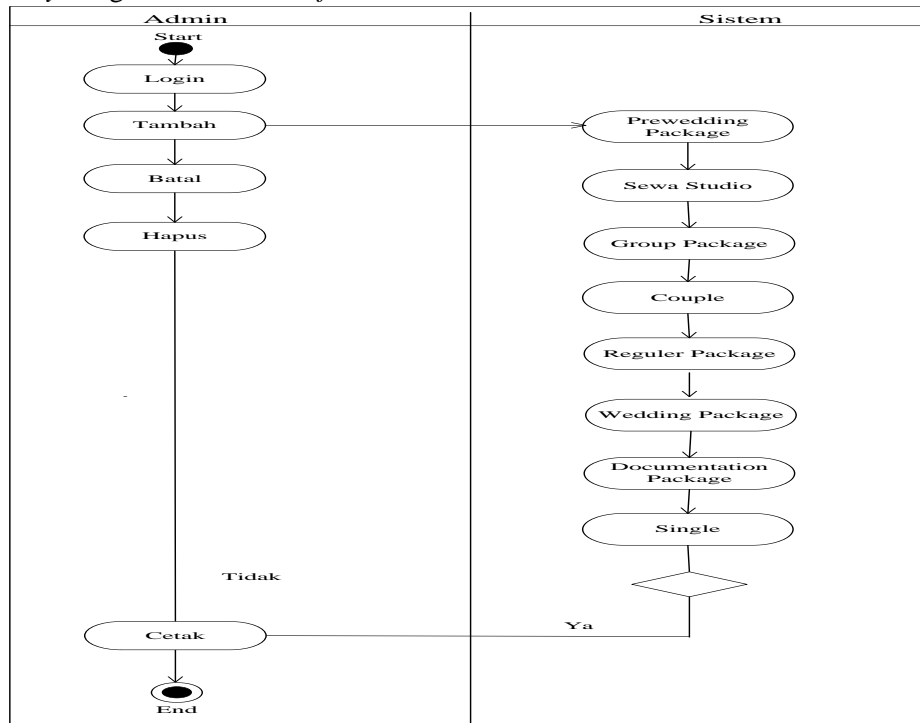 Admin
Sistem
Start
Login
Tambah
Prewedding
Package
Batal
Sewa Studio
Hapus
Group Package
Couple
Reguler Package
Wedding Package
Documentation
Package
Single
Tidak
Ya
Cetak
End